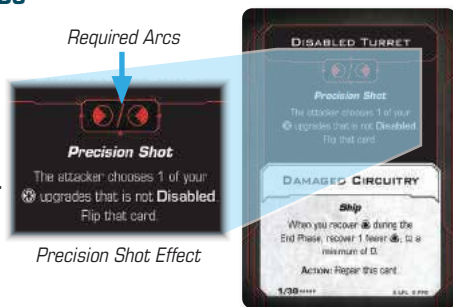 Required Arcs
Precision Shot
The attacker chooses 1 of your
upgrades that is not Disabled.
Flip that card.
Precision Shot Effect
DISABLED TURRET
Precision Shot
The attacker chooses 1 of your
upgrades that is not Disabled.
Flip that card.
DAMAGED CIRCUITRY
Ship
When you recover during the
End Phase, recover 1 fewer , to a
minimum of 0.
ACTION: Repair this card.
1/30